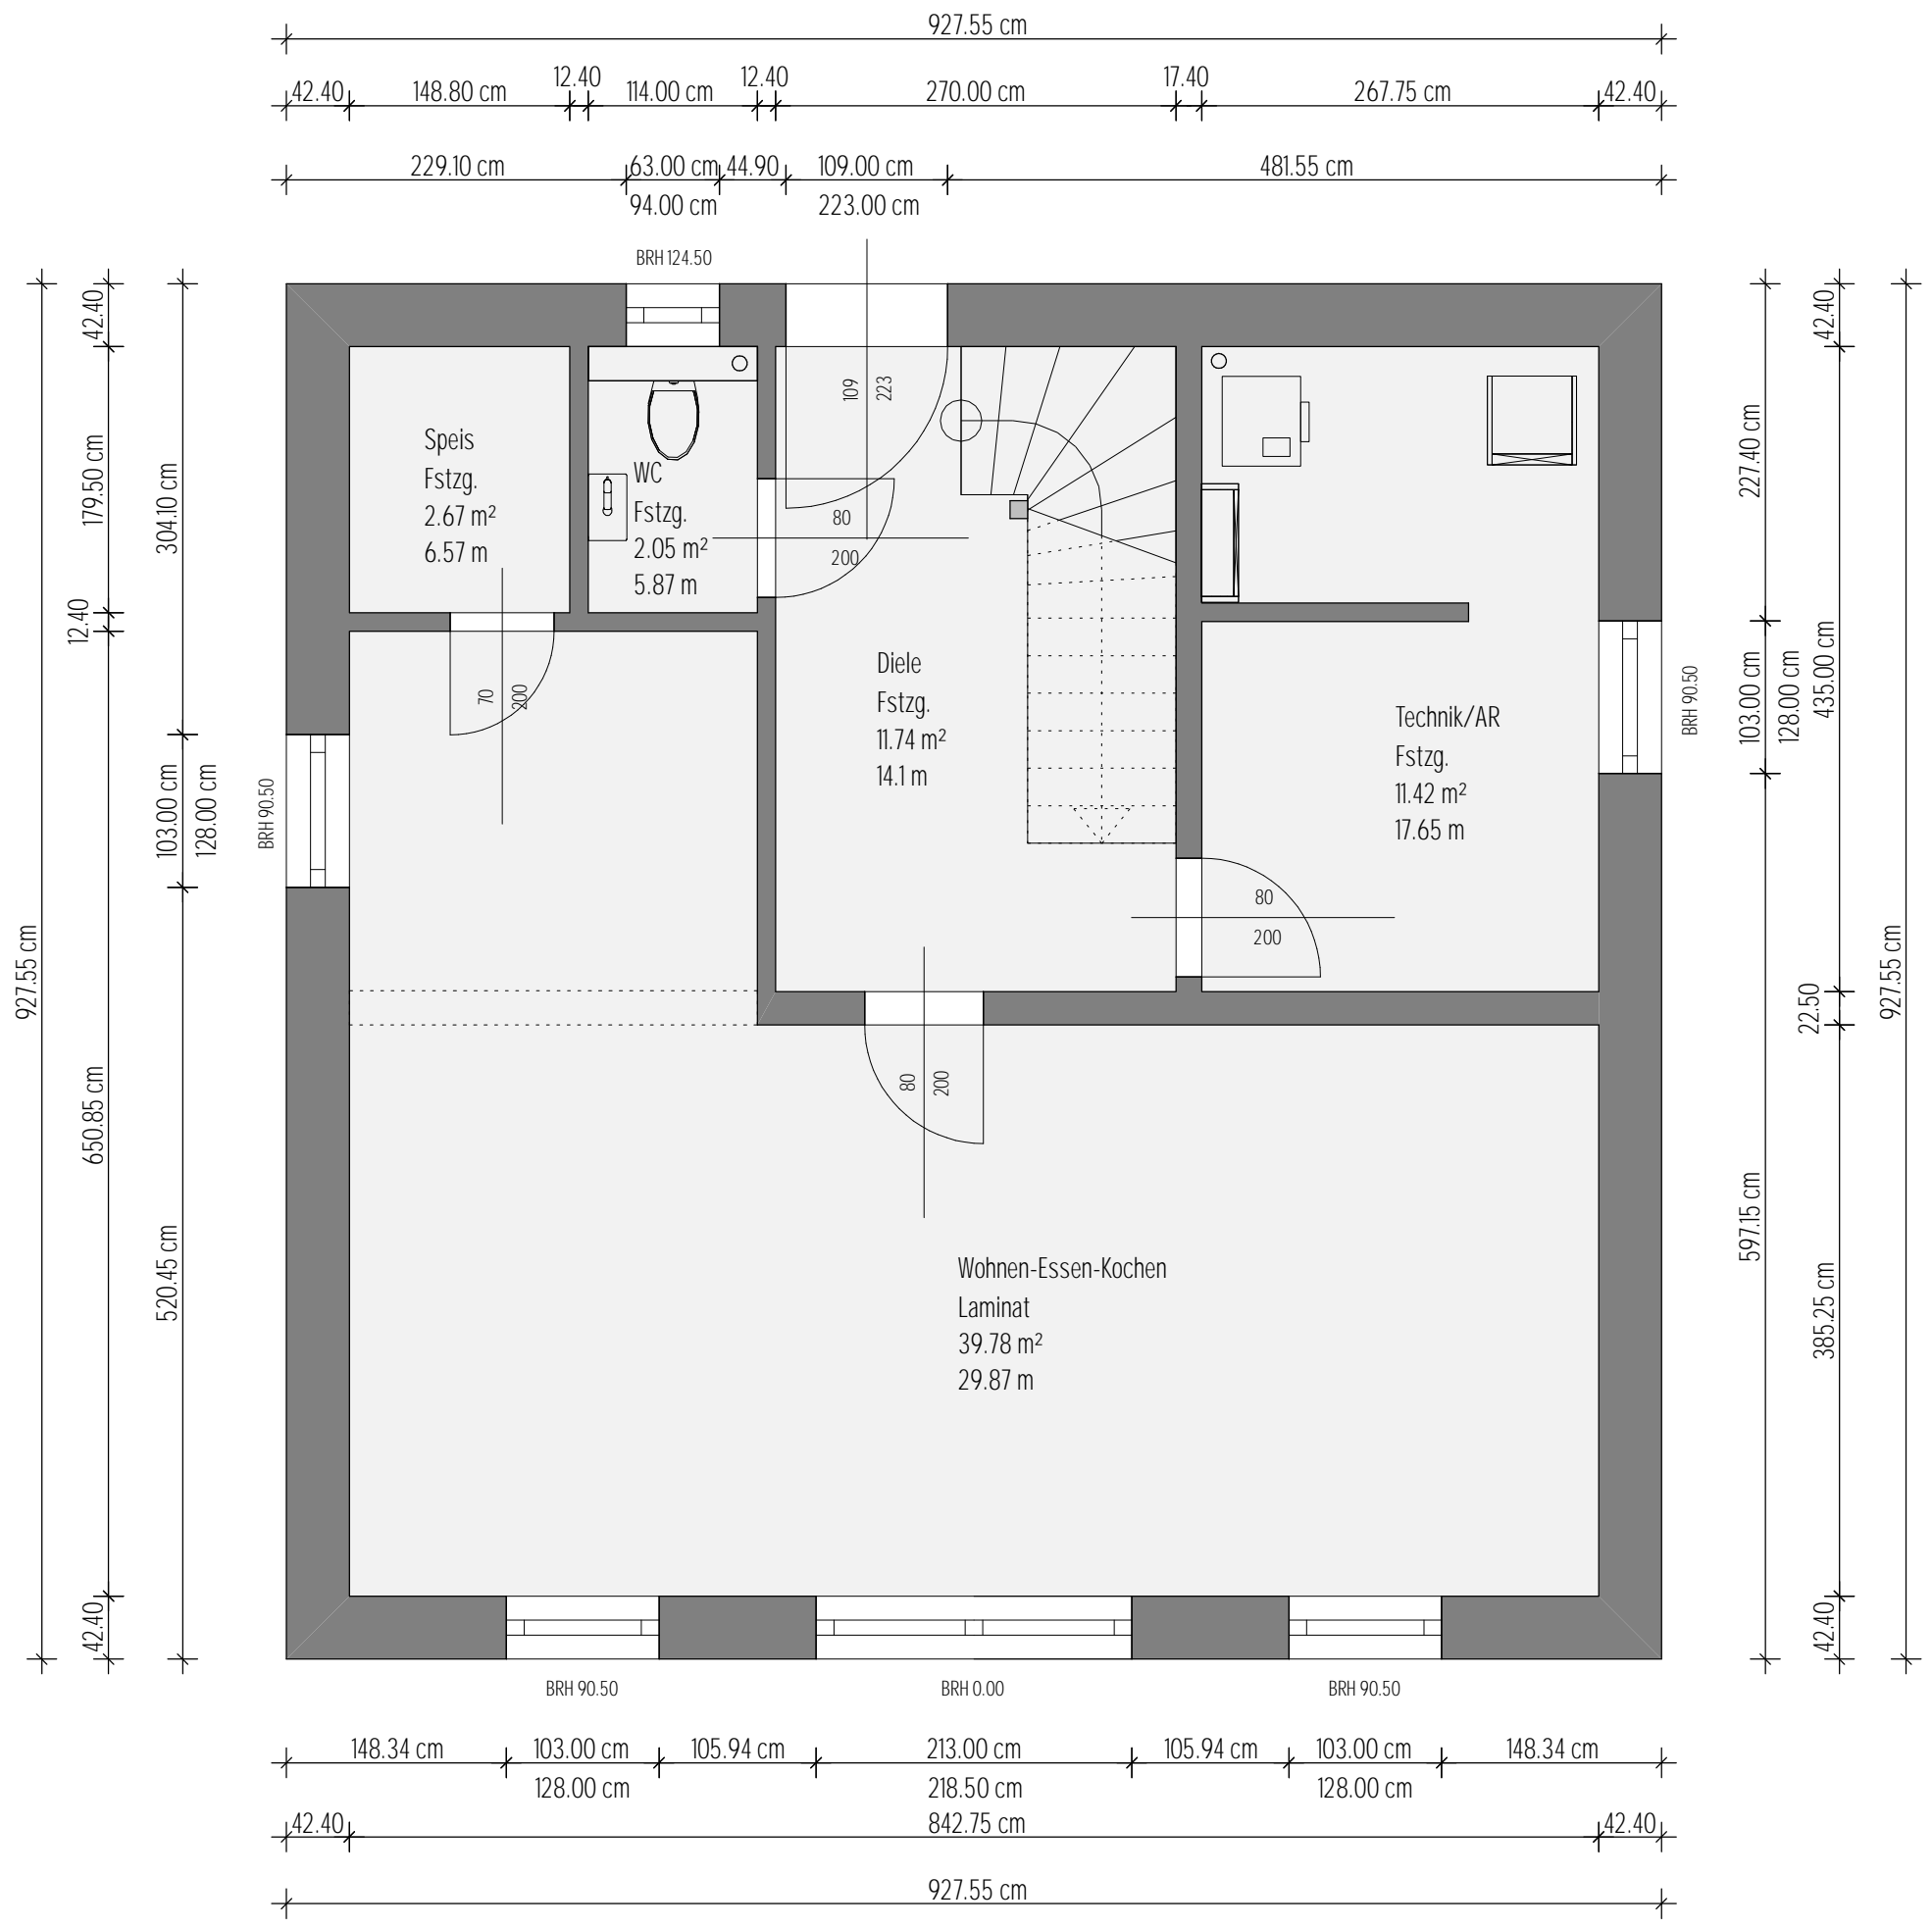 927.55 cm
42.40
148.80 cm
12.40
114.00 cm
12.40
270.00 cm
17.40
267.75 cm
42.40
229.10 cm
63.00 cm
44.90
109.00 cm
481.55 cm
94.00 cm
223.00 cm
BRH 124.50
927.55 cm
42.40
179.50 cm
12.40
650.85 cm
42.40
304.10 cm
103.00 cm
128.00 cm
520.45 cm
BRH 90.50
Speis
Fstzg.
2.67 m²
6.57 m
WC
Fstzg.
2.05 m²
5.87 m
109
223
80
200
70
200
Diele
Fstzg.
11.74 m²
14.1 m
Technik/AR
Fstzg.
11.42 m²
17.65 m
80
200
80
200
Wohnen-Essen-Kochen
Laminat
39.78 m²
29.87 m
BRH 90.50
227.40 cm
103.00 cm
128.00 cm
597.15 cm
42.40
435.00 cm
22.50
385.25 cm
42.40
927.55 cm
BRH 90.50
BRH 0.00
BRH 90.50
148.34 cm
103.00 cm
105.94 cm
213.00 cm
105.94 cm
103.00 cm
148.34 cm
128.00 cm
218.50 cm
128.00 cm
42.40
842.75 cm
42.40
927.55 cm